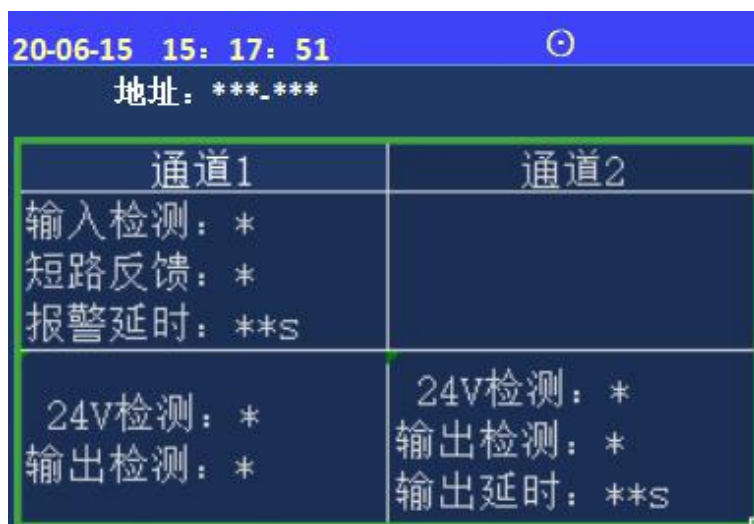 20-06-15 15：17：51
地址：***-***
通道1 通道2
输入检测：*
短路反馈：*
报警延时：**s
24V检测：*
输出检测：*
24V检测：*
输出检测：*
输出延时：**s